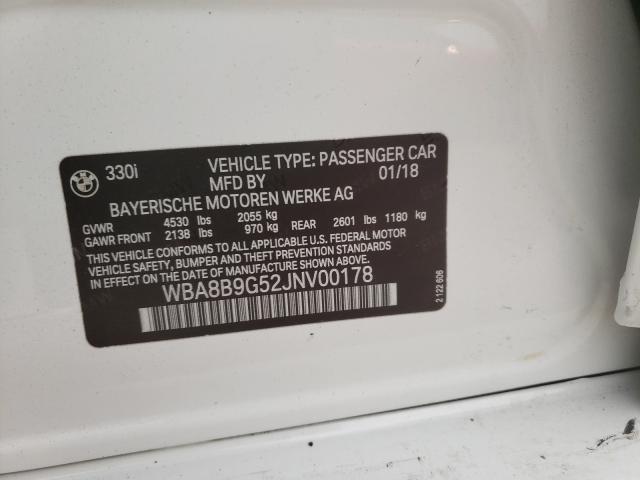 330i VEHICLE TYPE: PASSENGER CAR
MFD BY 01/18
BAYERISCHE MOTOREN WERKE AG
GVWR 4530 lbs 2055 kg
GAWR FRONT 2138 lbs 970 kg REAR 2601 lbs 1180 kg
THIS VEHICLE CONFORMS TO ALL APPLICABLE U.S. FEDERAL MOTOR
VEHICLE SAFETY, BUMPER, AND THEFT PREVENTION STANDARDS
IN EFFECT ON THE DATE OF MANUFACTURE SHOWN ABOVE.
WBA8B9G52JNV00178
2 122 606